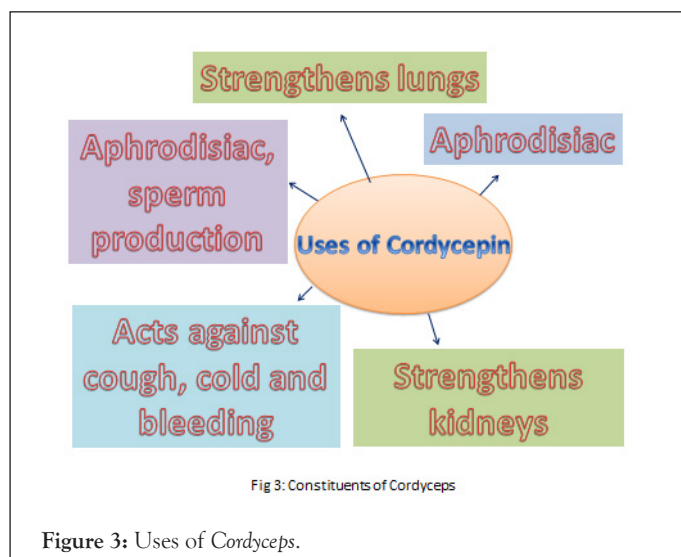 Strengthens lungs
Aphrodisiac,
sperm
production
Aphrodisiac
Uses of Cordycepin
Acts against
cough, cold and
bleeding
Strengthens
kidneys
Fig 3: Constituents of Cordyceps
Figure 3: Uses of Cordyceps.